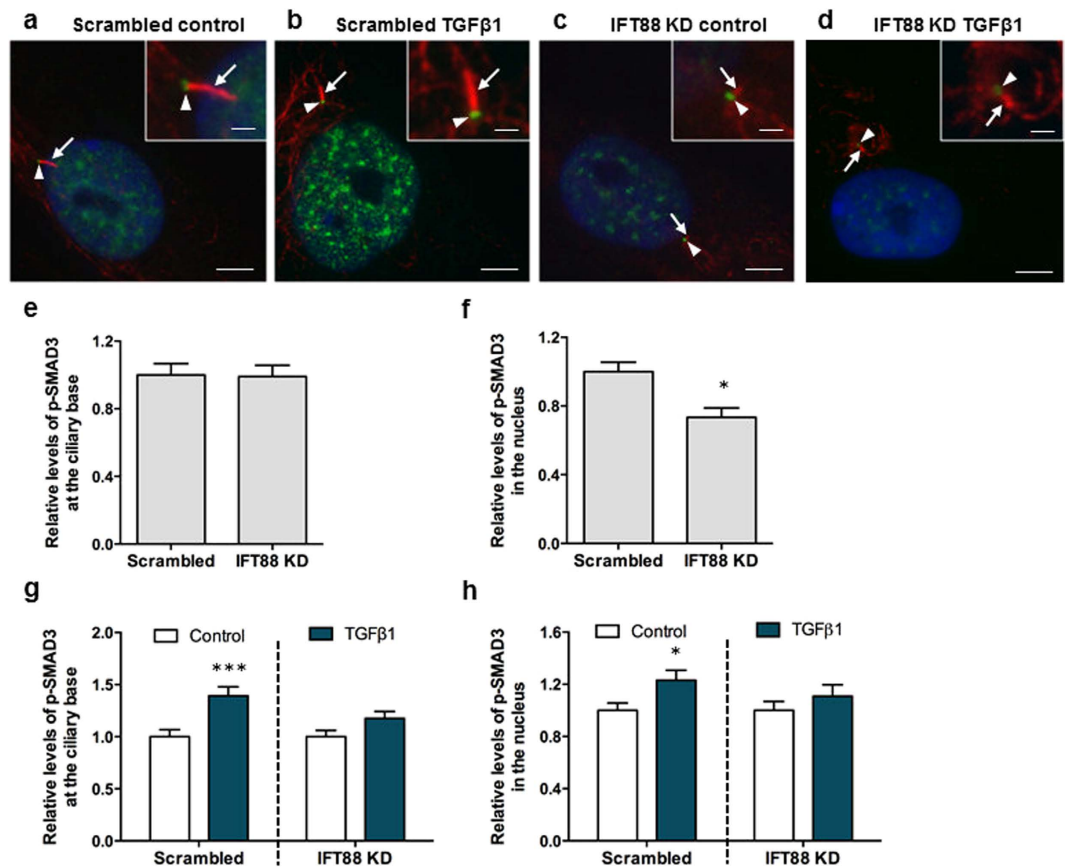 a Scrambled control
b Scrambled TGFβ1
c IFT88 KD control
d IFT88 KD TGFβ1
e
Relative levels of p-SMAD3
at the ciliary base
1.2
0.8
0.4
0.0
Scrambled
IFT88 KD
f
Relative levels of p-SMAD3
in the nucleus
1.2
0.8
0.4
0.0
*
Scrambled
IFT88 KD
g
Relative levels of p-SMAD3
at the ciliary base
2.0
1.5
1.0
0.5
0.0
Control
TGFβ1
***
Scrambled
IFT88 KD
h
Relative levels of p-SMAD3
in the nucleus
1.6
1.2
0.8
0.4
0.0
Control
TGFβ1
*
Scrambled
IFT88 KD